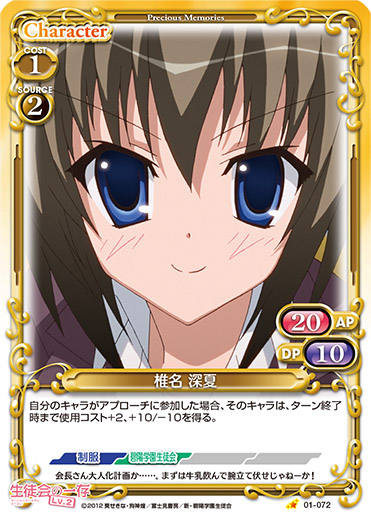 Precious Memories
Character
COST
1
SOURCE
2
20 AP
DP 10
椎名 深夏
自分のキャラがアプローチに参加した場合、そのキャラは、ターン終了
時まで使用コスト+2、+10/−10を得る。
制服 碧陽学園生徒会
会長さん大人化計画か……。まずは牛乳飲んで腕立て伏せじゃねーか!
生徒会の一存
Lv.2
©2012 葵せきな・狗神煌/富士見書房/新・碧陽学園生徒会
01-072